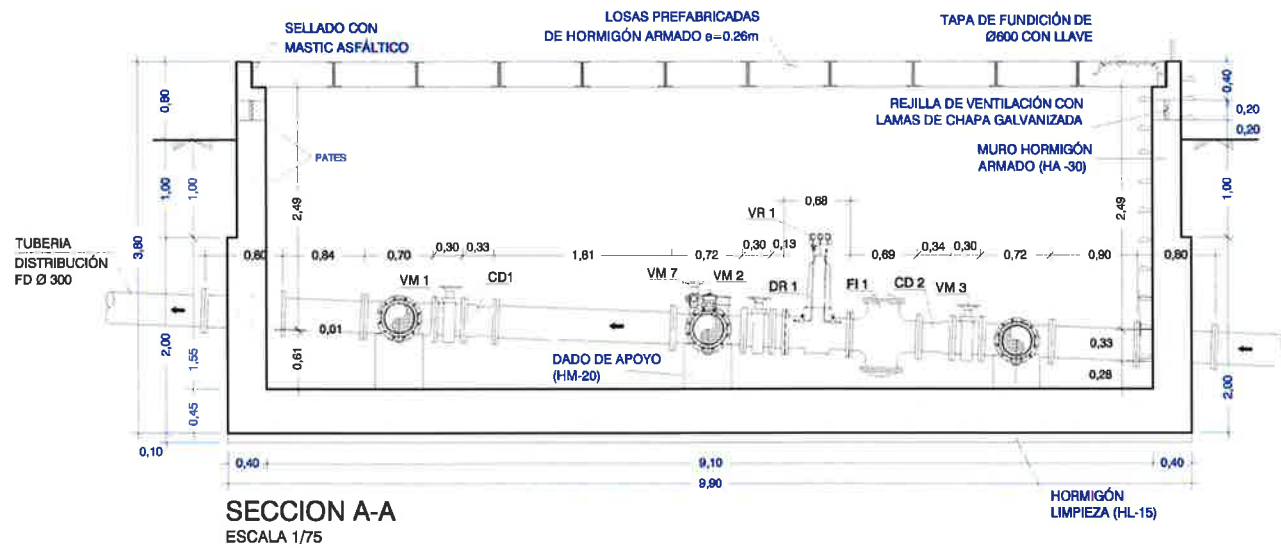 SELLADO CON
MASTIC ASFÁLTICO
LOSAS PREFABRICADAS
DE HORMIGÓN ARMADO e=0.26m
TAPA DE FUNDICIÓN DE
Ø600 CON LLAVE
0,80
0,40
REJILLA DE VENTILACIÓN CON
LAMAS DE CHAPA GALVANIZADA
0,20
0,20
PATES
MURO HORMIGÓN
ARMADO (HA -30)
1,00
1,00
3,80
2,49
2,49
1,00
0,68
VR 1
TUBERIA
DISTRIBUCIÓN
FD Ø 300
0,60
0,84
0,70
0,30
0,33
1,81
0,72
0,30
0,13
0,69
0,34
0,30
0,72
0,90
0,80
VM 1
CD1
VM 7
VM 2
DR 1
FI 1
CD 2
VM 3
2,00
1,55
0,01
0,61
DADO DE APOYO
(HM-20)
0,33
0,28
2,00
0,45
0,10
0,40
9,10
0,40
9,90
SECCION A-A
ESCALA 1/75
HORMIGÓN
LIMPIEZA (HL-15)